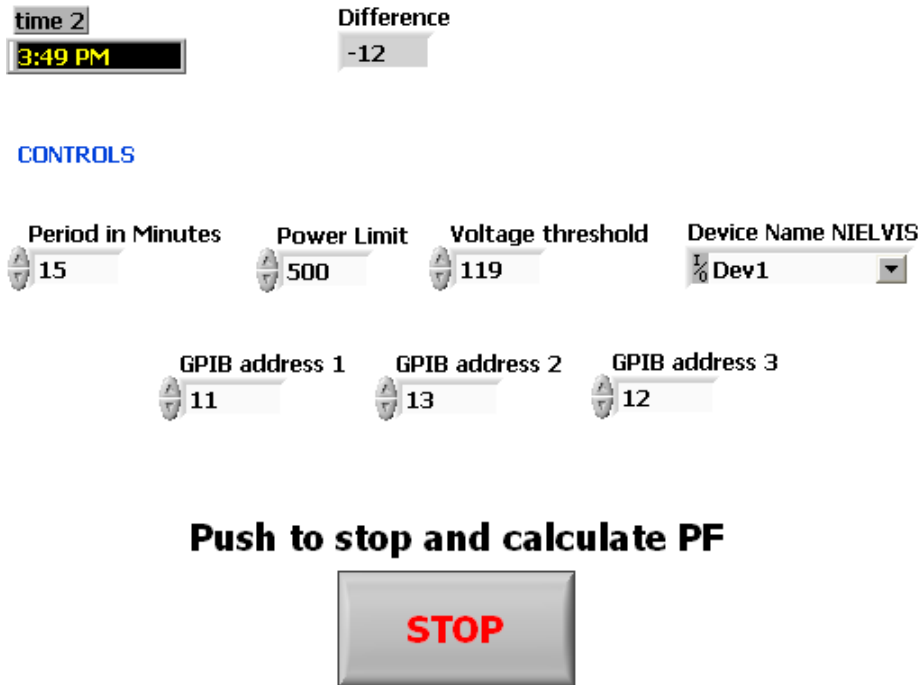 time 2 Difference
3:49 PM -12
CONTROLS
Period in Minutes Power Limit Voltage threshold Device Name NIELVIS
15 500 119 I/O Dev1
GPIB address 1 GPIB address 2 GPIB address 3
11 13 12
Push to stop and calculate PF
STOP